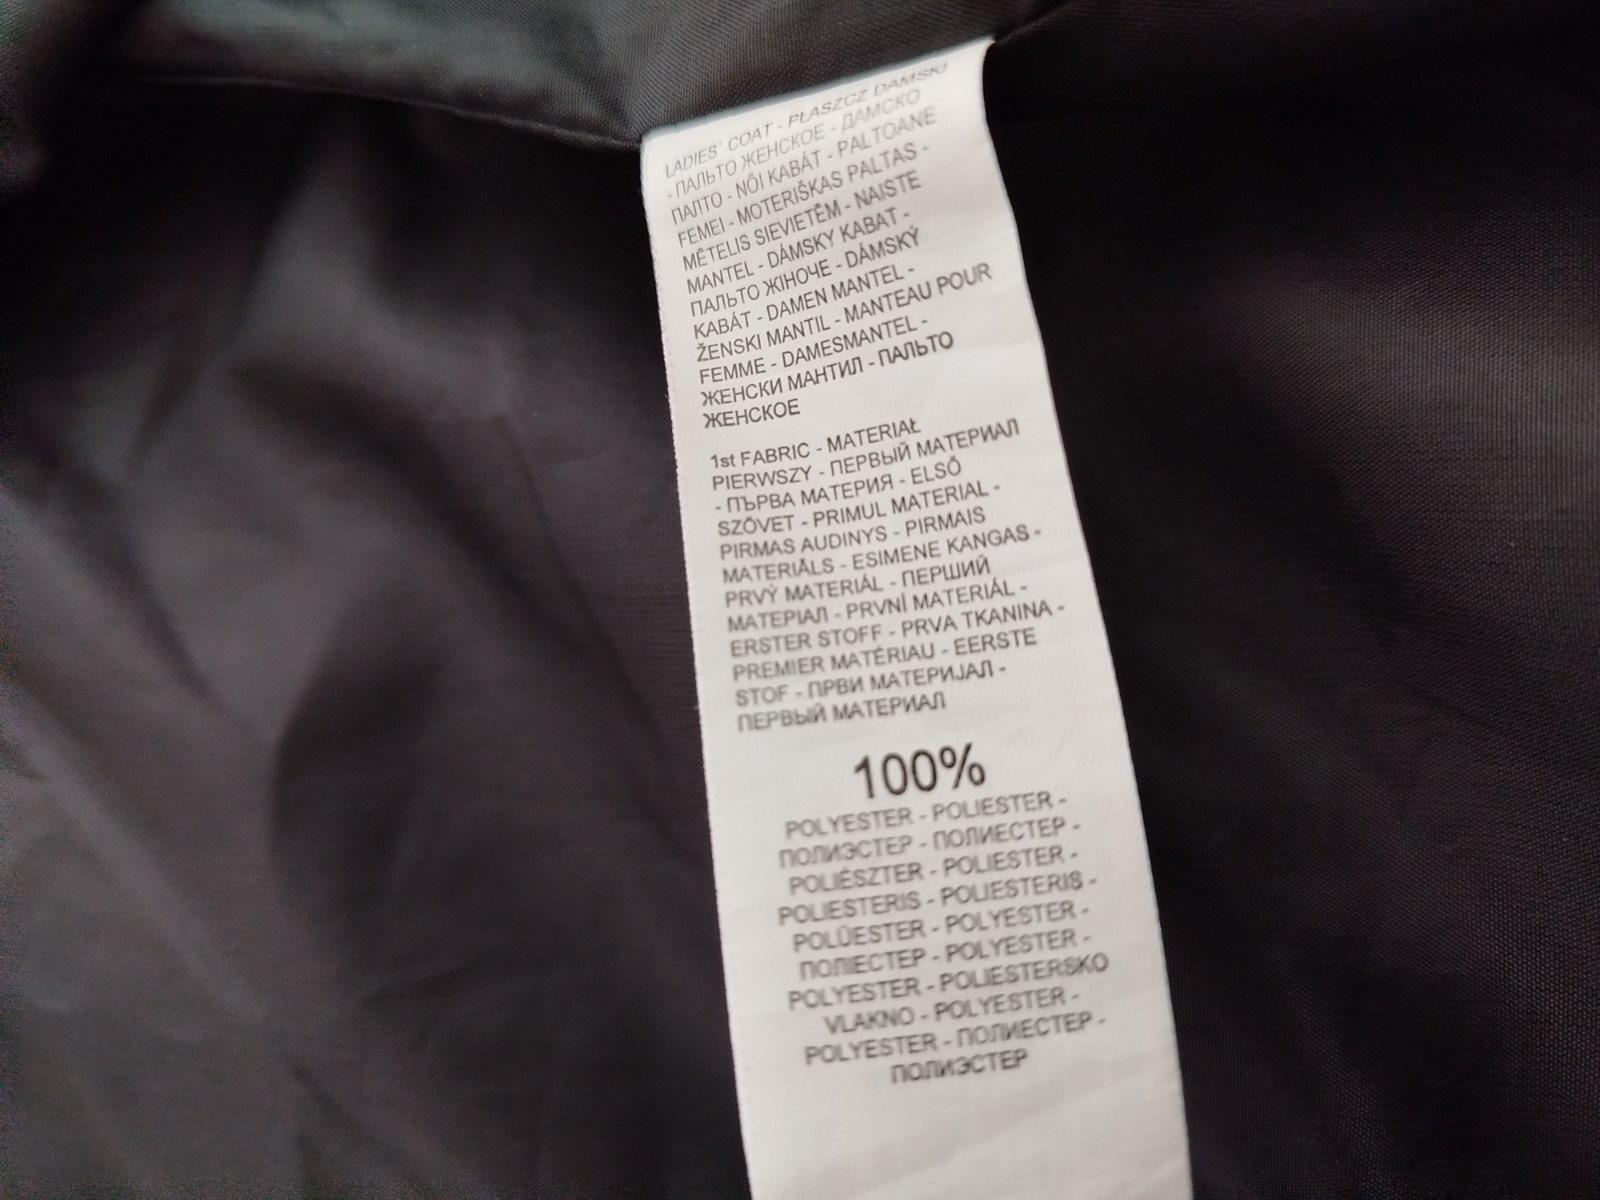 LADIES' COAT - PŁASZCZ DAMSKI
- ПАЛЬТО ЖЕНСКОЕ - ДАМСКО
ПАЛТО - NŐI KABÁT - PALTOANE
FEMEI - MOTERIŠKAS PALTAS -
MĒTELIS SIEVIETĒM - NAISTE
MANTEL - DÁMSKY KABAT -
ПАЛЬТО ЖІНОЧЕ - DÁMSKÝ
KABÁT - DAMEN MANTEL -
ŽENSKI MANTIL - MANTEAU POUR
FEMME - DAMESMANTEL -
ЖЕНСКИ МАНТИЛ - ПАЛЬТО
ЖЕНСКОЕ
1st FABRIC - MATERIAŁ
PIERWSZY - ПЕРВЫЙ МАТЕРИАЛ
- ПЪРВА МАТЕРИЯ - ELSŐ
SZÖVET - PRIMUL MATERIAL -
PIRMAS AUDINYS - PIRMAIS
MATERIĀLS - ESIMENE KANGAS -
PRVÝ MATERIÁL - ПЕРШИЙ
МАТЕРІАЛ - PRVNÍ MATERIÁL -
ERSTER STOFF - PRVA TKANINA -
PREMIER MATÉRIAU - EERSTE
STOF - ПРВИ МАТЕРИЈАЛ -
ПЕРВЫЙ МАТЕРИАЛ
100%
POLYESTER - POLIESTER -
ПОЛИЭСТЕР - ПОЛИЕСТЕР -
POLIÉSZTER - POLIESTER -
POLIESTERIS - POLIESTERIS -
POLÜESTER - POLYESTER -
ПОЛІЕСТЕР - POLYESTER -
POLYESTER - POLIESTERSKO
VLAKNO - POLYESTER -
POLYESTER - ПОЛИЕСТЕР -
ПОЛИЭСТЕР